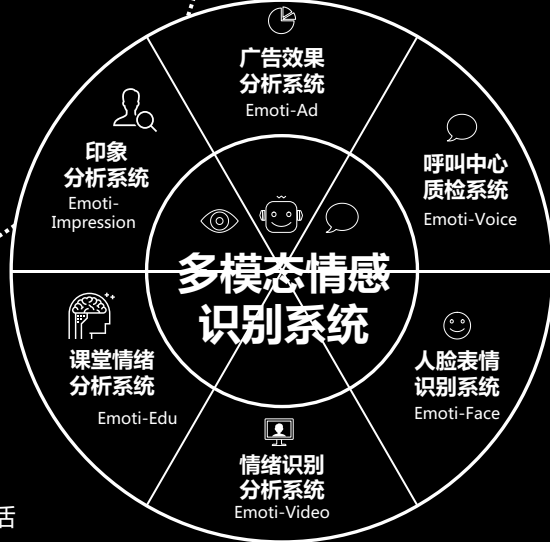 广告效果
分析系统
Emoti-Ad
印象
分析系统
Emoti-
Impression
呼叫中心
质检系统
Emoti-Voice
多模态情感
识别系统
课堂情绪
分析系统
Emoti-Edu
人脸表情
识别系统
Emoti-Face
情绪识别
分析系统
Emoti-Video
活